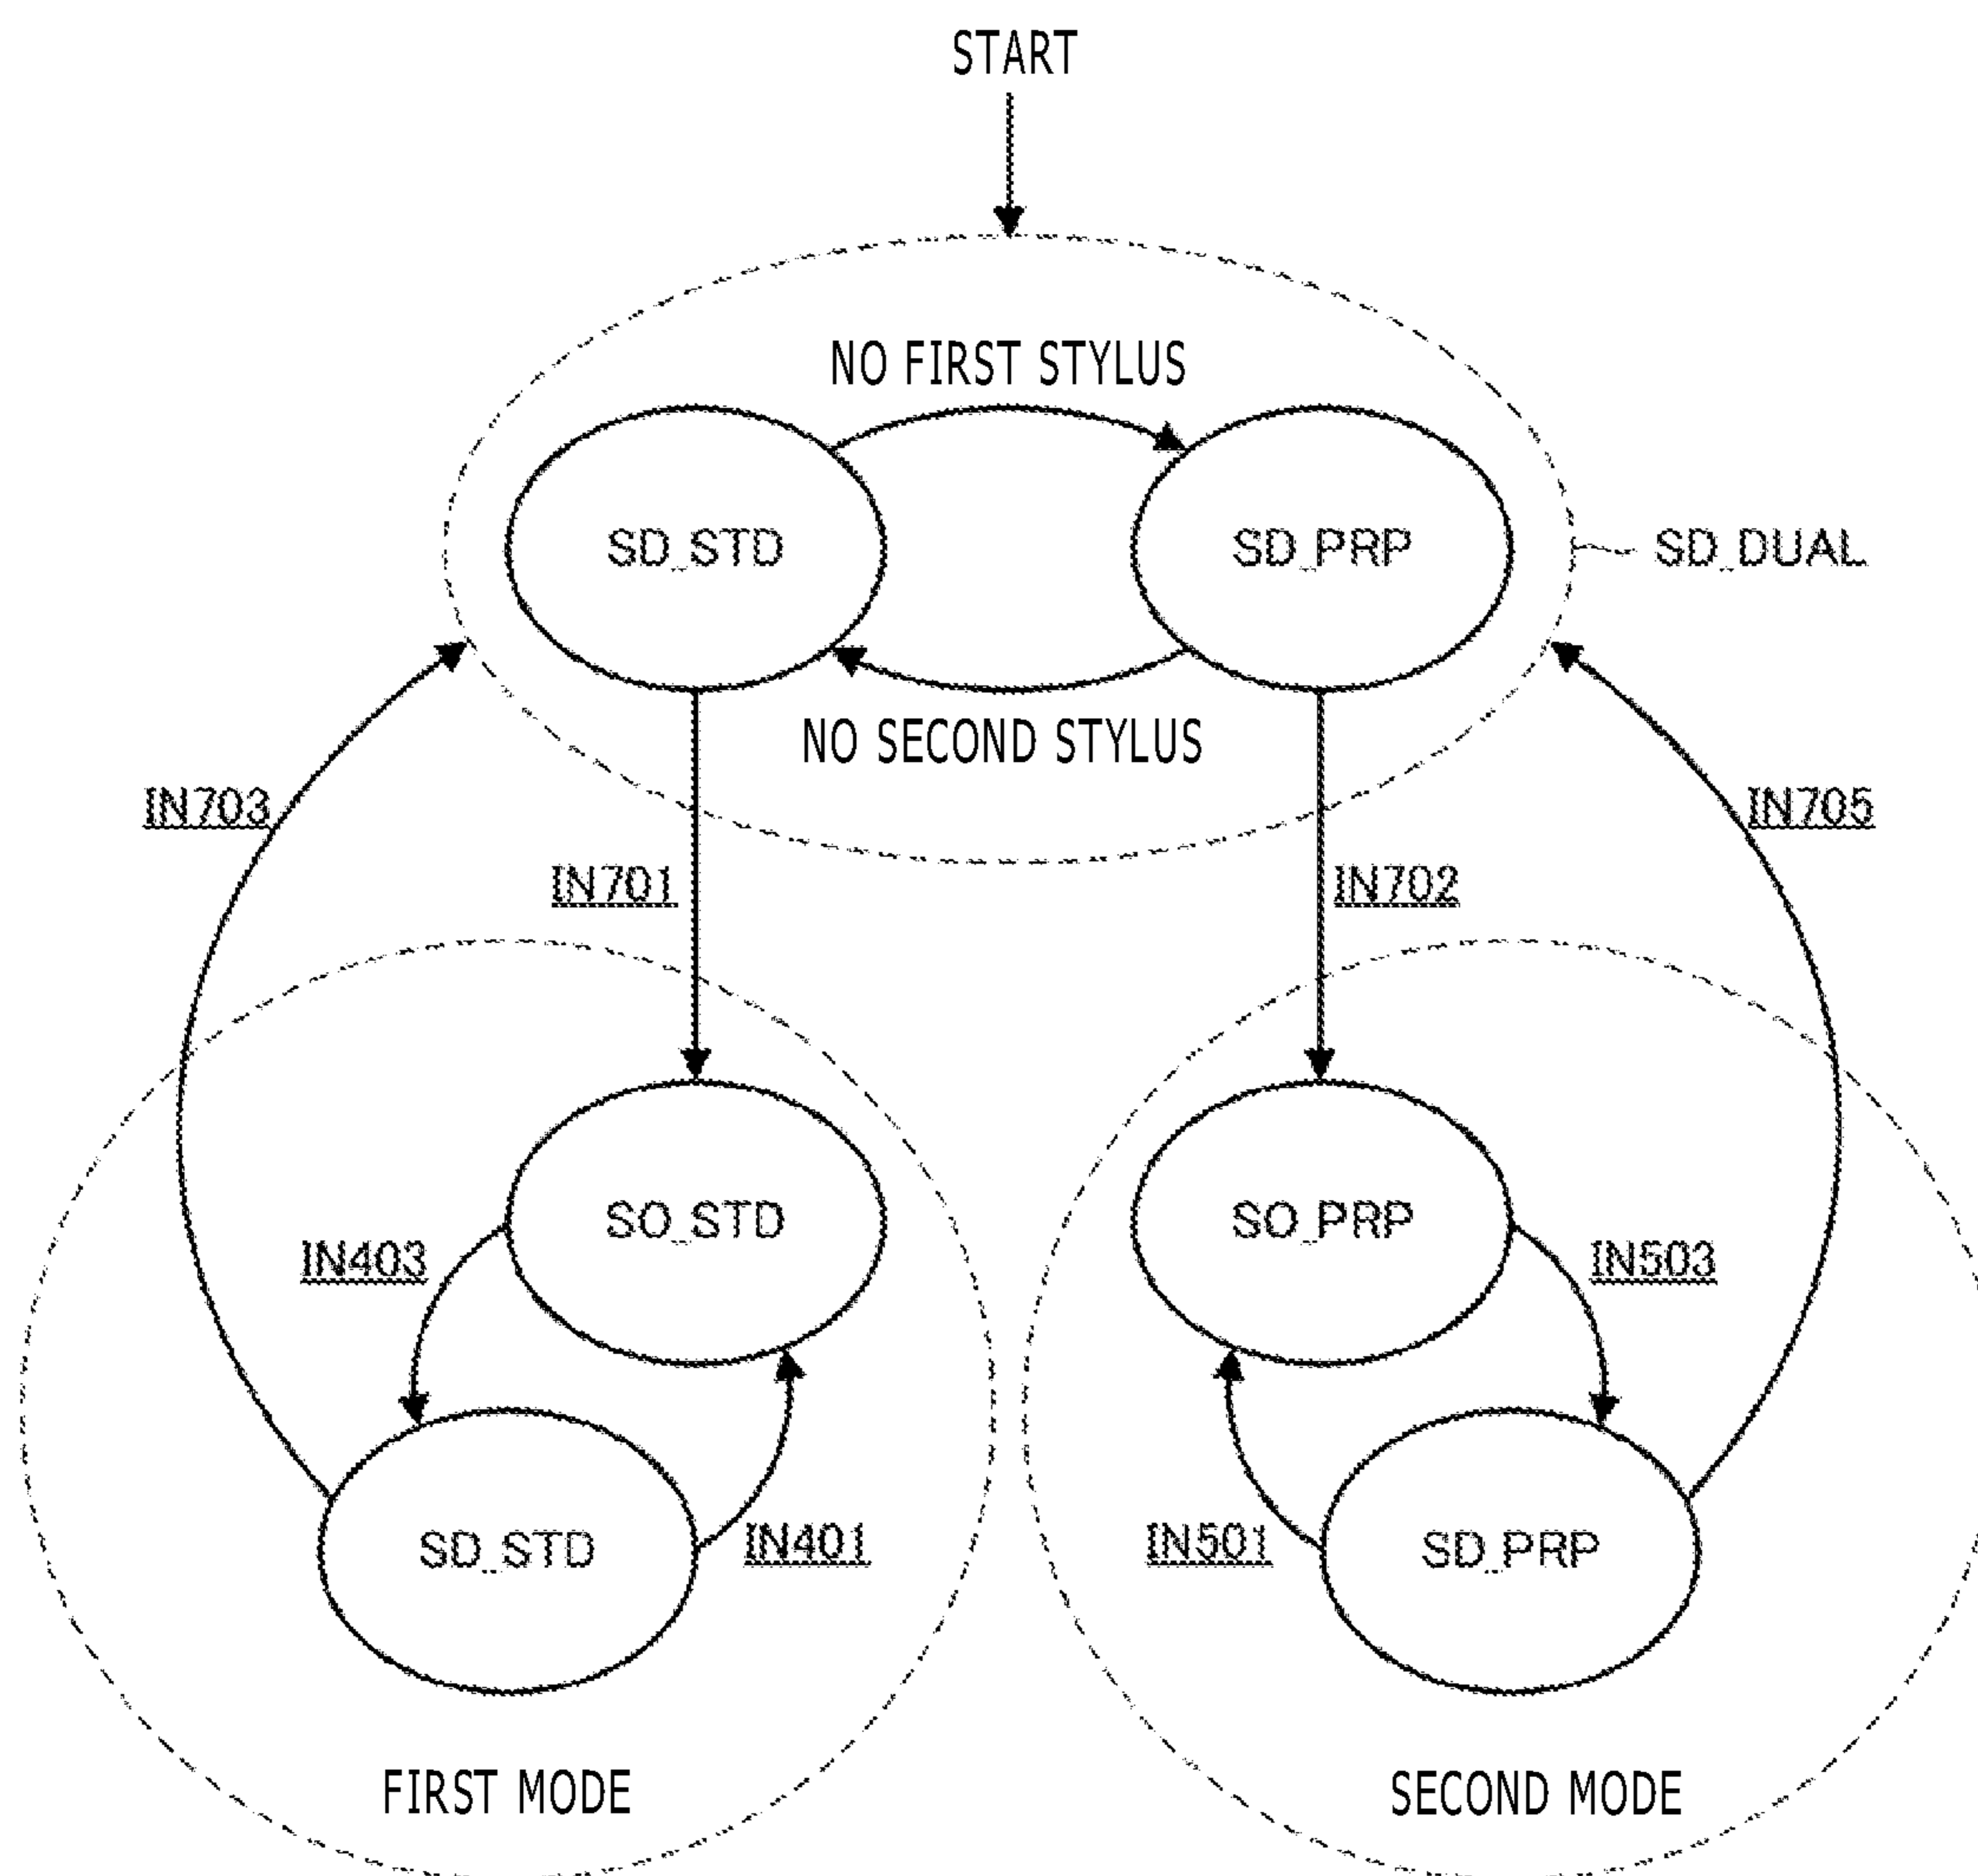 START
NO FIRST STYLUS
SD_STD
SD_PRP
SD_DUAL
NO SECOND STYLUS
IN703
IN705
IN701
IN702
SO_STD
SO_PRP
IN403
IN503
SD_STD
IN401
IN501
SD_PRP
FIRST MODE
SECOND MODE